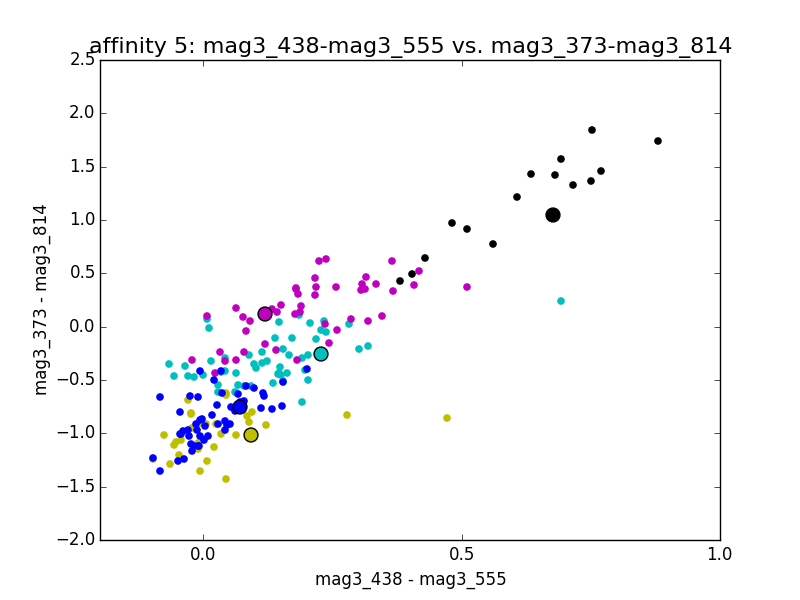 affinity 5: mag3_438-mag3_555 vs. mag3_373-mag3_814
2.5
2.0
1.5
1.0
0.5
0.0
−0.5
−1.0
−1.5
−2.0
mag3_373 - mag3_814
0.0 0.5 1.0
mag3_438 - mag3_555